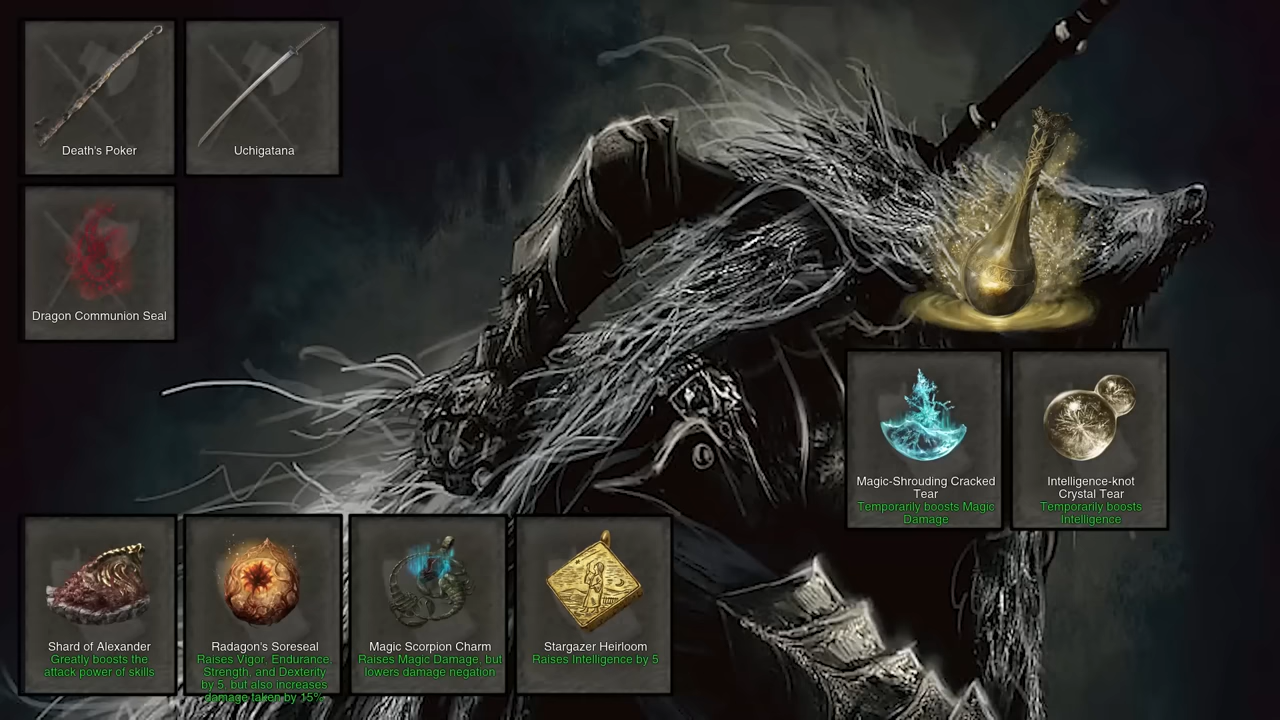 Death's Poker
Uchigatana
Dragon Communion Seal
Magic-Shrouding Cracked
Tear
Temporarily boosts Magic
Damage
Intelligence-knot
Crystal Tear
Temporarily boosts
Intelligence
Shard of Alexander
Greatly boosts the
attack power of skills
Radagon's Soreseal
Raises Vigor, Endurance,
Strength, and Dexterity
by 5, but also increases
damage taken by 15%.
Magic Scorpion Charm
Raises Magic Damage, but
lowers damage negation
Stargazer Heirloom
Raises Intelligence by 5